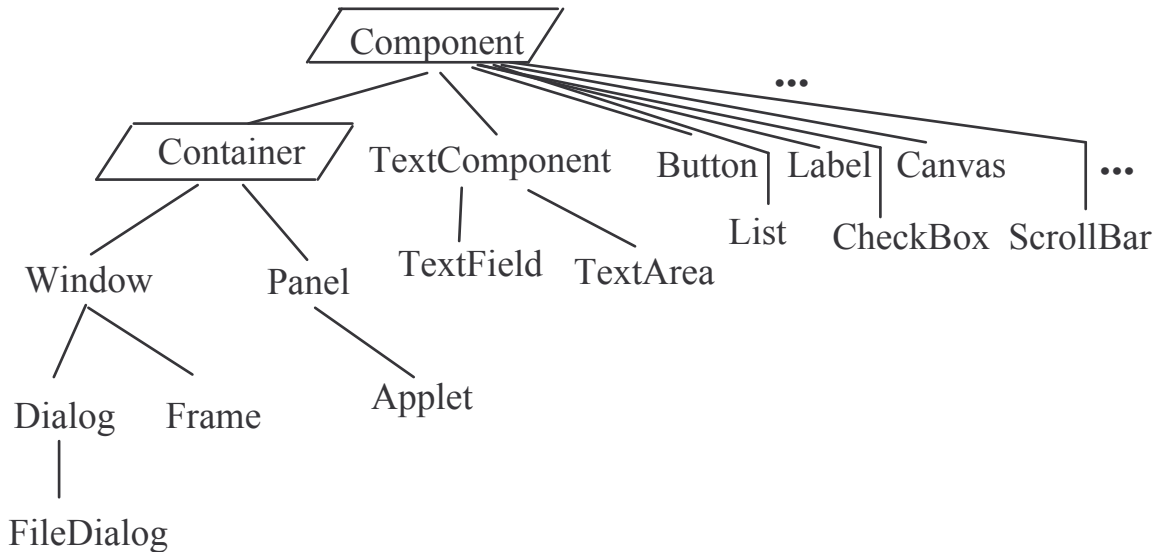 Component
...
Container
TextComponent
Button Label Canvas ...
List CheckBox ScrollBar
TextField TextArea
Window Panel
Applet
Dialog Frame
FileDialog